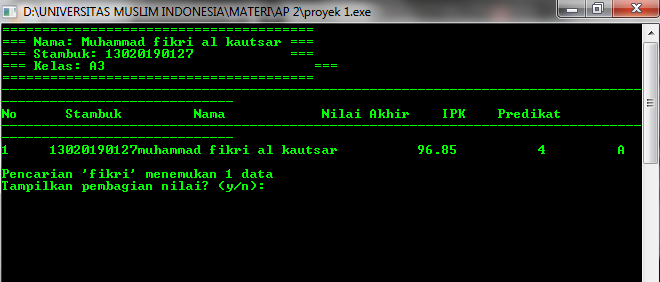 D:\UNIVERSITAS MUSLIM INDONESIA\MATERI\AP 2\proyek 1.exe
=======================================
=== Nama: Muhammad fikri al kautsar ===
=== Stambuk: 13020190127            ===
=== Kelas: A3                          ===
=======================================
--------------------------------------------------------------------------------
-----------------------------
No      Stambuk         Nama            Nilai Akhir    IPK    Predikat
--------------------------------------------------------------------------------
-----------------------------
1     13020190127muhammad fikri al kautsar          96.85          4         A
Pencarian 'fikri' menemukan 1 data
Tampilkan pembagian nilai? (y/n):